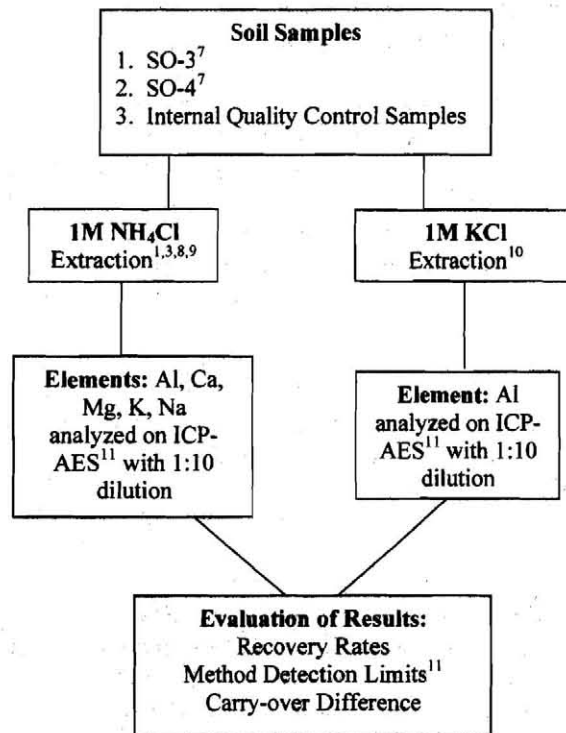 Soil Samples
1. SO-3⁷
2. SO-4⁷
3. Internal Quality Control Samples
1M NH₄Cl
Extraction¹,³,⁸,⁹
1M KCl
Extraction¹⁰
Elements: Al, Ca,
Mg, K, Na
analyzed on ICP-
AES¹¹ with 1:10
dilution
Element: Al
analyzed on ICP-
AES¹¹ with 1:10
dilution
Evaluation of Results:
Recovery Rates
Method Detection Limits¹¹
Carry-over Difference